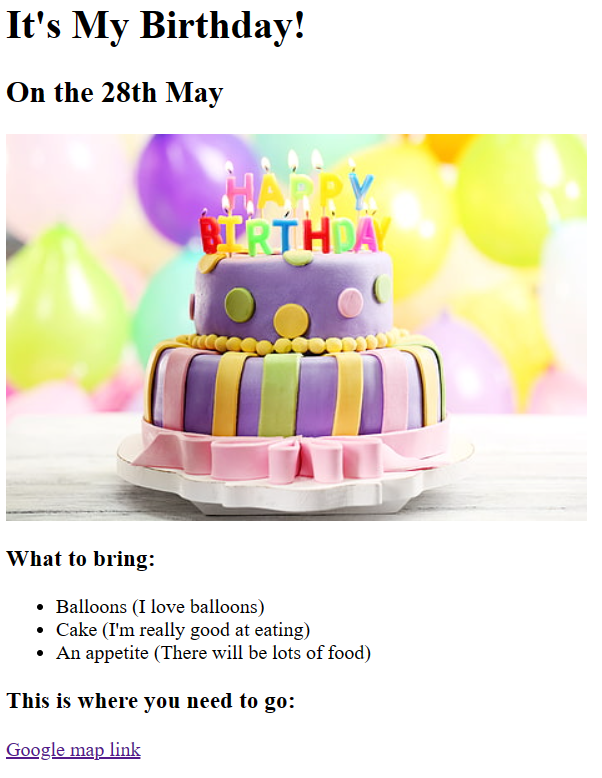 It's My Birthday!
On the 28th May
HAPPY
BIRTHDAY
What to bring:
Balloons (I love balloons)
Cake (I'm really good at eating)
An appetite (There will be lots of food)
This is where you need to go:
Google map link